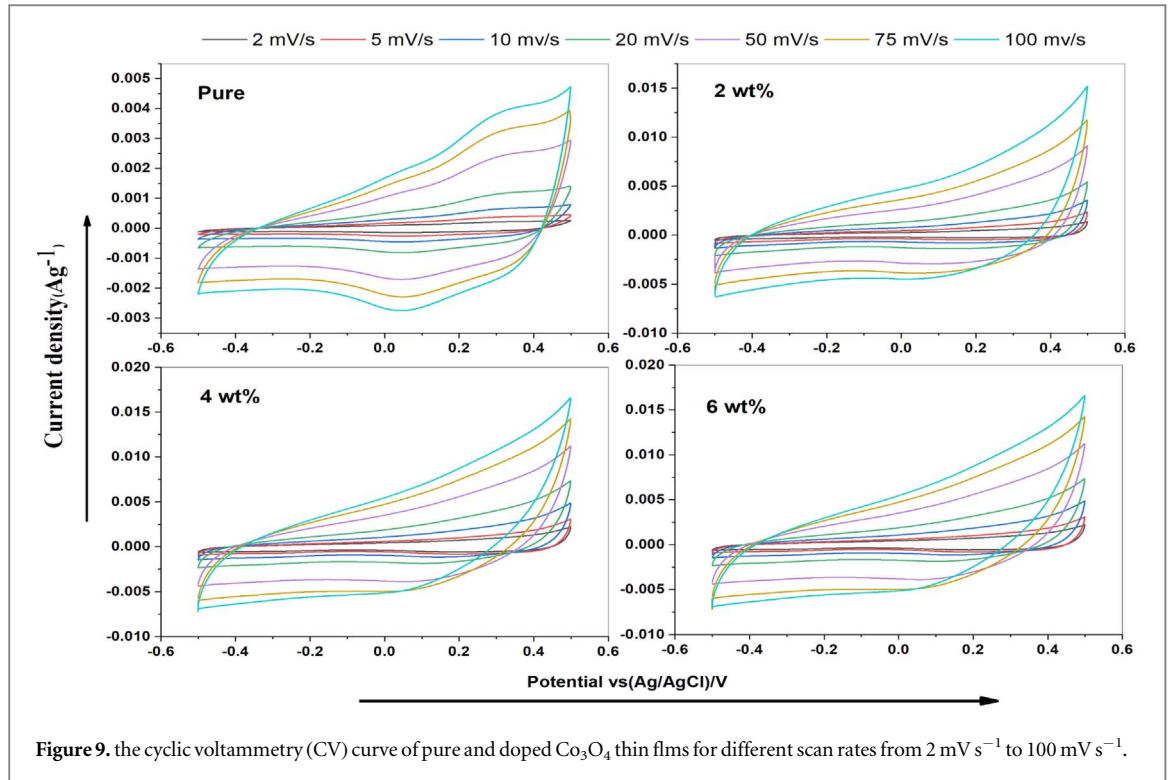 2 mV/s 5 mV/s 10 mv/s 20 mV/s 50 mV/s 75 mV/s 100 mv/s
Pure
0.005
0.004
0.003
0.002
0.001
0.000
-0.001
-0.002
-0.003
-0.6 -0.4 -0.2 0.0 0.2 0.4 0.6
2 wt%
0.015
0.010
0.005
0.000
-0.005
-0.010
-0.6 -0.4 -0.2 0.0 0.2 0.4 0.6
Current density(Ag⁻¹)
4 wt%
0.020
0.015
0.010
0.005
0.000
-0.005
-0.010
-0.6 -0.4 -0.2 0.0 0.2 0.4 0.6
6 wt%
0.020
0.015
0.010
0.005
0.000
-0.005
-0.010
-0.6 -0.4 -0.2 0.0 0.2 0.4 0.6
Potential vs(Ag/AgCl)/V
Figure 9. the cyclic voltammetry (CV) curve of pure and doped Co₃O₄ thin flms for different scan rates from 2 mV s⁻¹ to 100 mV s⁻¹.